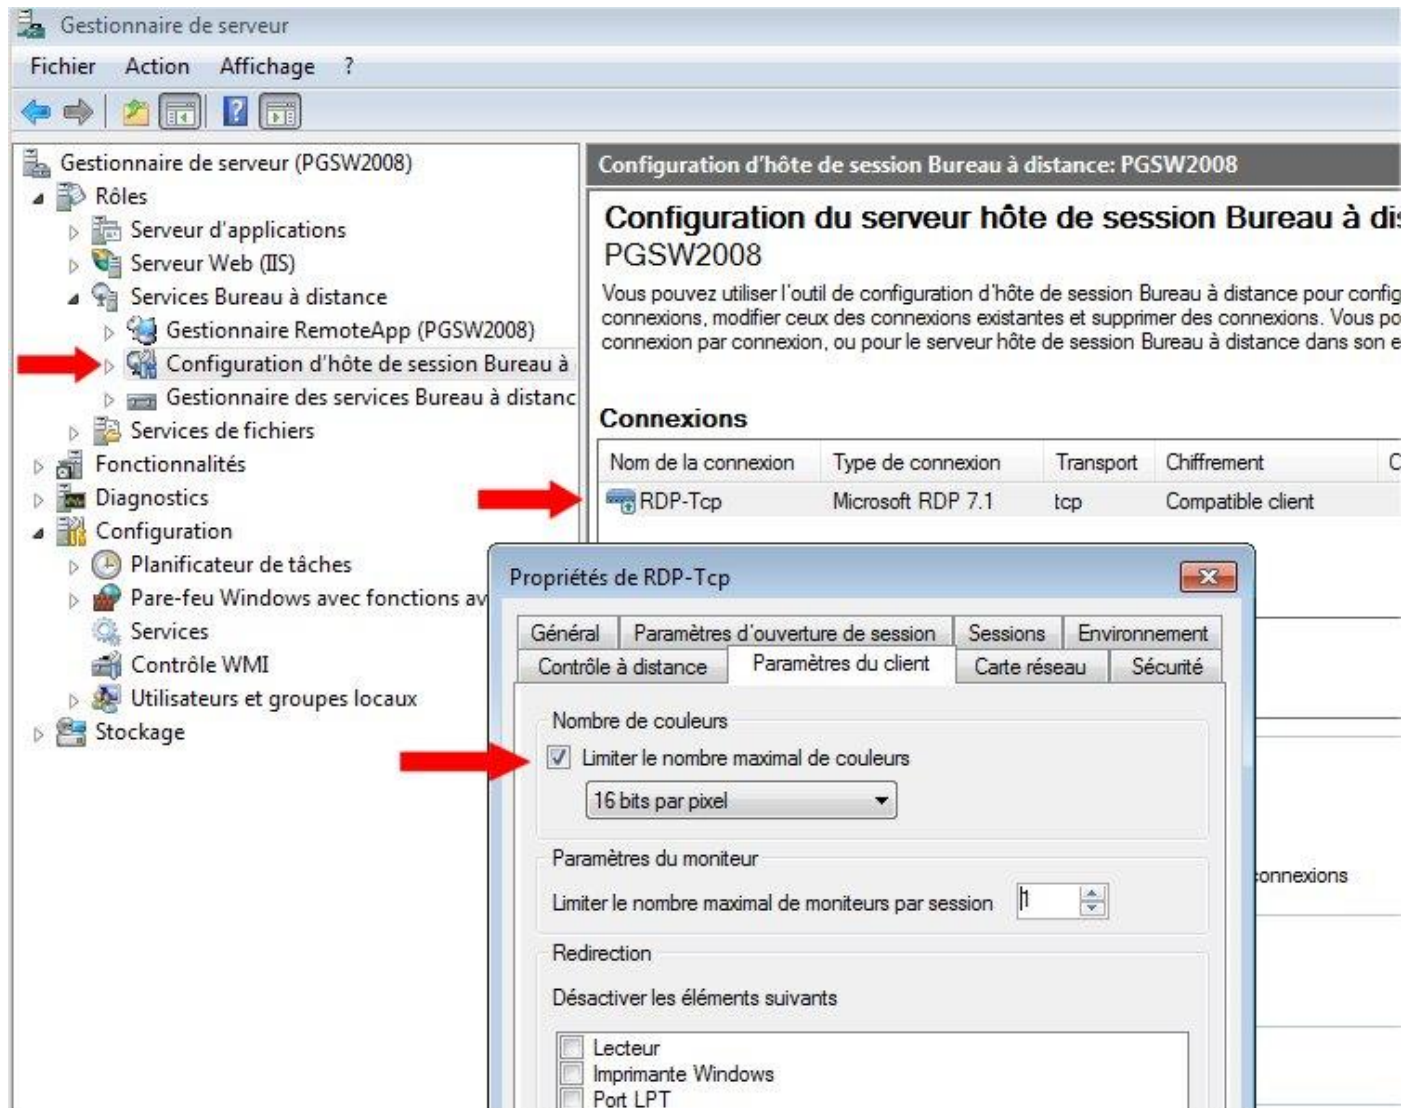 Gestionnaire de serveur
Fichier Action Affichage ?
Gestionnaire de serveur (PGSW2008)
Rôles
Serveur d'applications
Serveur Web (IIS)
Services Bureau à distance
Gestionnaire RemoteApp (PGSW2008)
Configuration d'hôte de session Bureau à
Gestionnaire des services Bureau à distanc
Services de fichiers
Fonctionnalités
Diagnostics
Configuration
Planificateur de tâches
Pare-feu Windows avec fonctions av
Services
Contrôle WMI
Utilisateurs et groupes locaux
Stockage
Configuration d'hôte de session Bureau à distance: PGSW2008
Configuration du serveur hôte de session Bureau à dis
PGSW2008
Vous pouvez utiliser l'outil de configuration d'hôte de session Bureau à distance pour config
connexions, modifier ceux des connexions existantes et supprimer des connexions. Vous po
connexion par connexion, ou pour le serveur hôte de session Bureau à distance dans son e
Connexions
Nom de la connexion Type de connexion Transport Chiffrement C
RDP-Tcp Microsoft RDP 7.1 tcp Compatible client
Propriétés de RDP-Tcp
Général Paramètres d'ouverture de session Sessions Environnement
Contrôle à distance Paramètres du client Carte réseau Sécurité
Nombre de couleurs
Limiter le nombre maximal de couleurs
16 bits par pixel
Paramètres du moniteur
Limiter le nombre maximal de moniteurs par session 1
Redirection
Désactiver les éléments suivants
Lecteur
Imprimante Windows
Port LPT
connexions